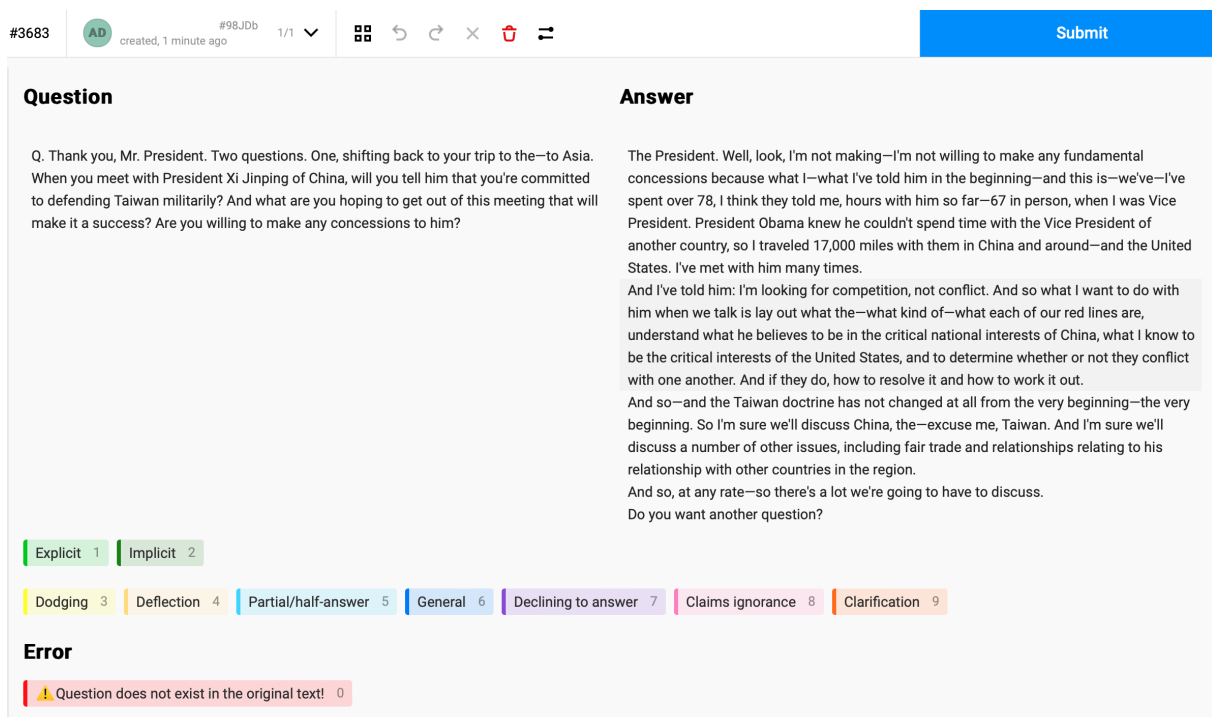 #3683
AD
#98JDb
created, 1 minute ago
1/1
Submit
Question
Q. Thank you, Mr. President. Two questions. One, shifting back to your trip to the—to Asia.
When you meet with President Xi Jinping of China, will you tell him that you're committed
to defending Taiwan militarily? And what are you hoping to get out of this meeting that will
make it a success? Are you willing to make any concessions to him?
Answer
The President. Well, look, I'm not making—I'm not willing to make any fundamental
concessions because what I—what I've told him in the beginning—and this is—we've—I've
spent over 78, I think they told me, hours with him so far—67 in person, when I was Vice
President. President Obama knew he couldn't spend time with the Vice President of
another country, so I traveled 17,000 miles with them in China and around—and the United
States. I've met with him many times.
And I've told him: I'm looking for competition, not conflict. And so what I want to do with
him when we talk is lay out what the—what kind of—what each of our red lines are,
understand what he believes to be in the critical national interests of China, what I know to
be the critical interests of the United States, and to determine whether or not they conflict
with one another. And if they do, how to resolve it and how to work it out.
And so—and the Taiwan doctrine has not changed at all from the very beginning—the very
beginning. So I'm sure we'll discuss China, the—excuse me, Taiwan. And I'm sure we'll
discuss a number of other issues, including fair trade and relationships relating to his
relationship with other countries in the region.
And so, at any rate—so there's a lot we're going to have to discuss.
Do you want another question?
Explicit 1 Implicit 2
Dodging 3 Deflection 4 Partial/half-answer 5 General 6 Declining to answer 7 Claims ignorance 8 Clarification 9
Error
⚠️Question does not exist in the original text! 0